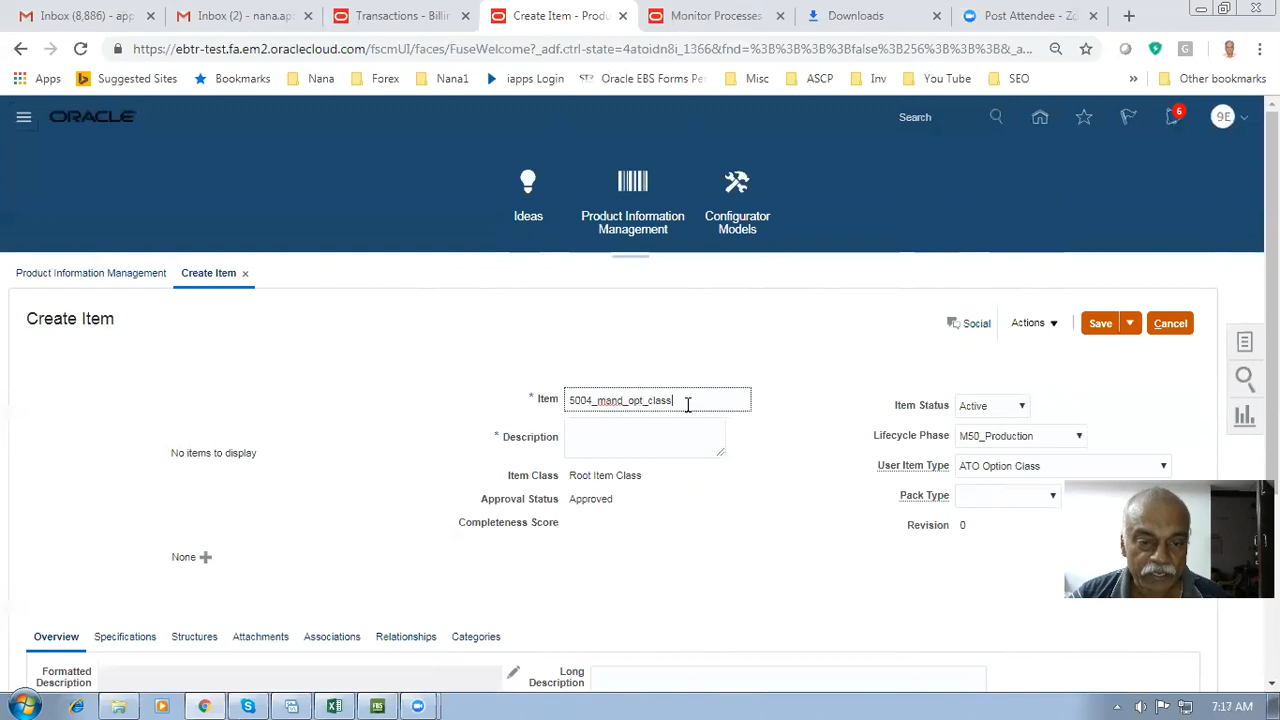 Inbox (8,886) - app
Inbox (2) - nana.ap
Transactions - Billin
Create Item - Produ
Monitor Processes
Downloads
Post Attendee - Zo
https://ebtr-test.fa.em2.oraclecloud.com/fscmUI/faces/FuseWelcome?_adf.ctrl-state=4atoidn8i_1366&fnd=%3B%3B%3B%3Bfalse%3B256%3B%3B%3B&_a...
Apps
Suggested Sites
Bookmarks
Nana
Forex
Nana1
iapps Login
Oracle EBS Forms Pe
Misc
ASCP
Inv
You Tube
SEO
»
Other bookmarks
ORACLE
Search
6
9E
Ideas
Product Information
Management
Configurator
Models
Product Information Management
Create Item
Create Item
Social
Actions
Save
Cancel
* Item 5004_mand_opt_class
Item Status Active
* Description
Lifecycle Phase M50_Production
No items to display
User Item Type ATO Option Class
Item Class Root Item Class
Pack Type
Approval Status Approved
Completeness Score
Revision 0
None
Overview
Specifications
Structures
Attachments
Associations
Relationships
Categories
Formatted
Description
Long
Description
7:17 AM